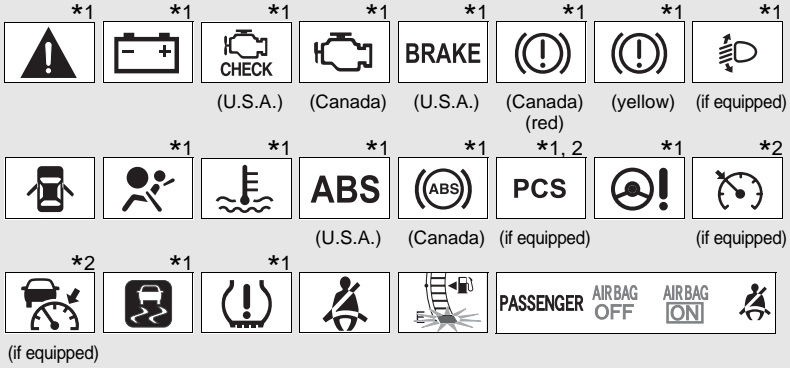 *1 *1 *1 *1 *1 *1 *1 *1
CHECK BRAKE
(U.S.A.) (Canada) (U.S.A.) (Canada) (yellow) (if equipped)
(red)
*1 *1 *1 *1 *1, 2 *1 *2
ABS ABS PCS
(U.S.A.) (Canada) (if equipped) (if equipped)
*2 *1 *1
E PASSENGER AIR BAG OFF AIR BAG ON
(if equipped)